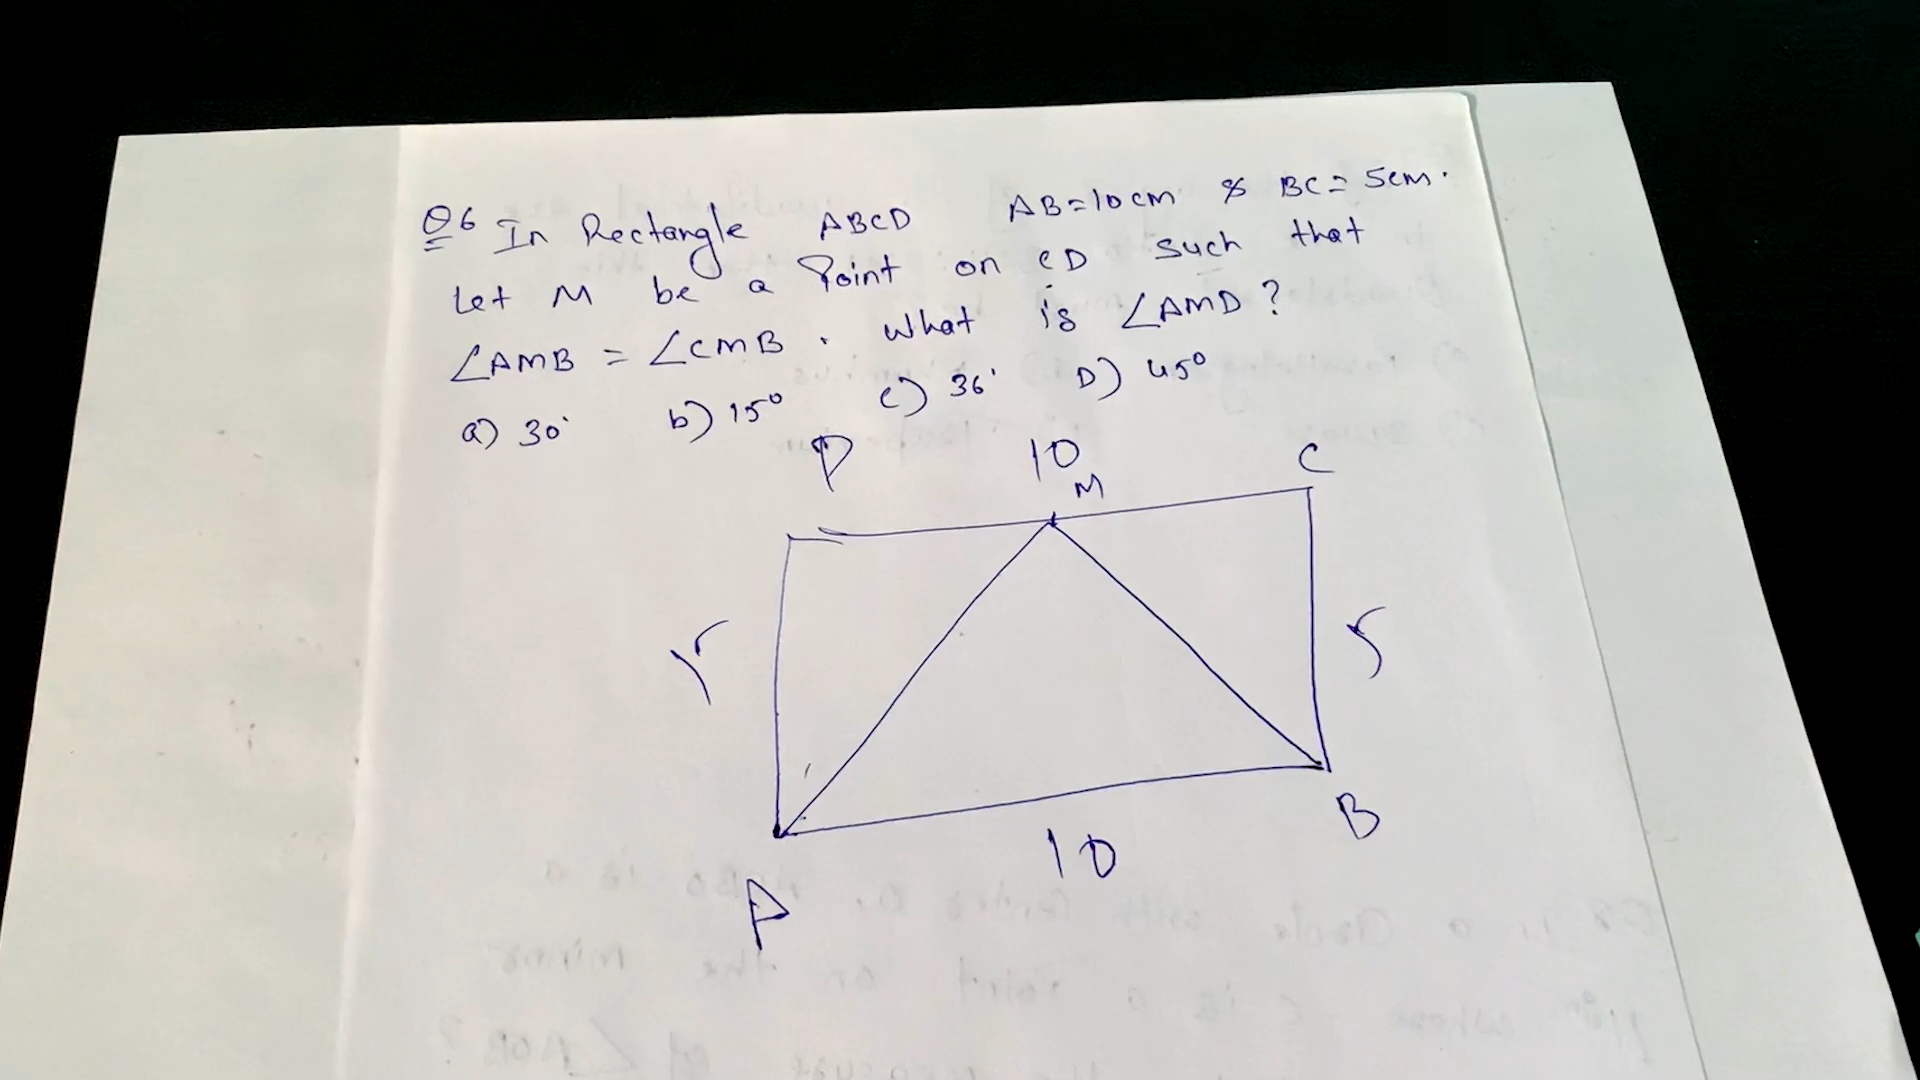 Q6 In Rectangle ABCD AB=10cm & BC=5cm.
Let M be a Point on CD such that
∠AMB = ∠CMB. What is ∠AMD?
a) 30° b) 15° c) 36° D) 45°
D 10 C
M
5 5
10 B
A